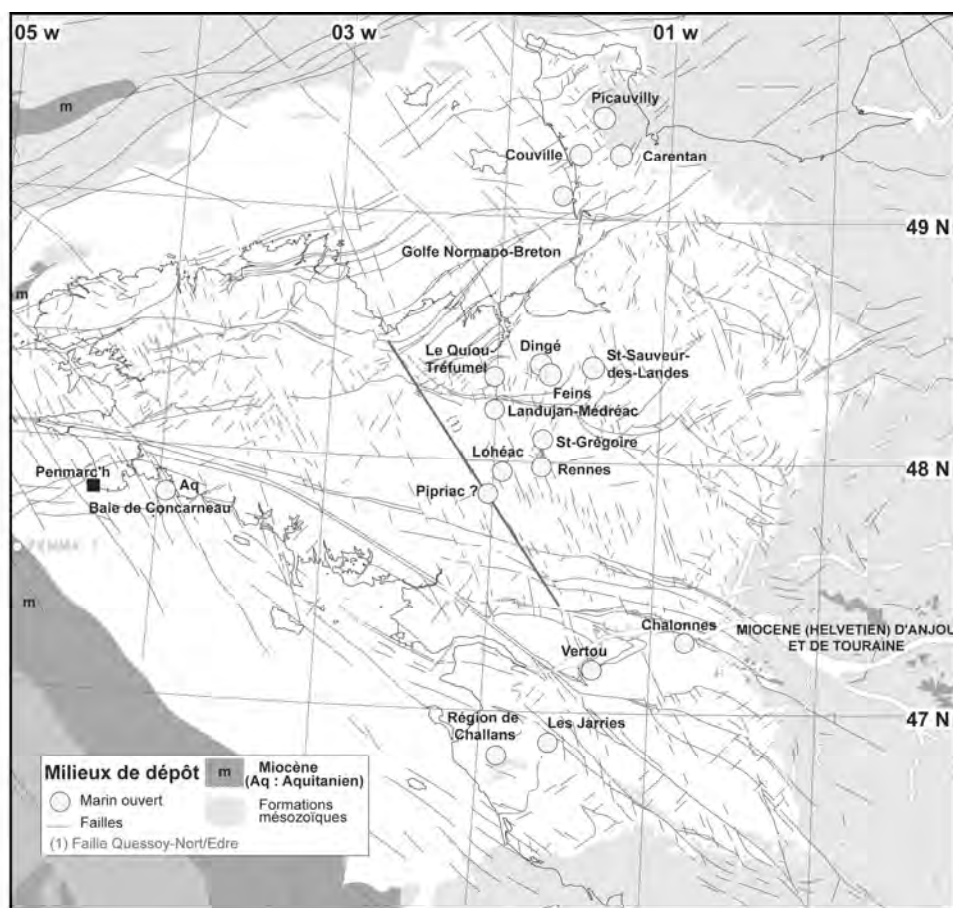 05 w
03 w
01 w
m
Picauvilly
Couville
Carentan
49 N
Golfe Normano-Breton
m
Le Quiou-
Tréfumel
Dingé
St-Sauveur-
des-Landes
Feins
Landujan-Médréac
(1)
St-Grégoire
Lohéac
Rennes
48 N
Penmarc'h
Aq
Pipriac ?
Baie de Concarneau
m
Chalonnes
MIOCENE (HELVETIEN) D'ANJOU
ET DE TOURAINE
Vertou
47 N
Région de
Challans
Les Jarries
Milieux de dépôt
Marin ouvert
Failles
(1) Faille Quessoy-Nort/Edre
m
Miocène
(Aq : Aquitanien)
Formations
mésozoïques